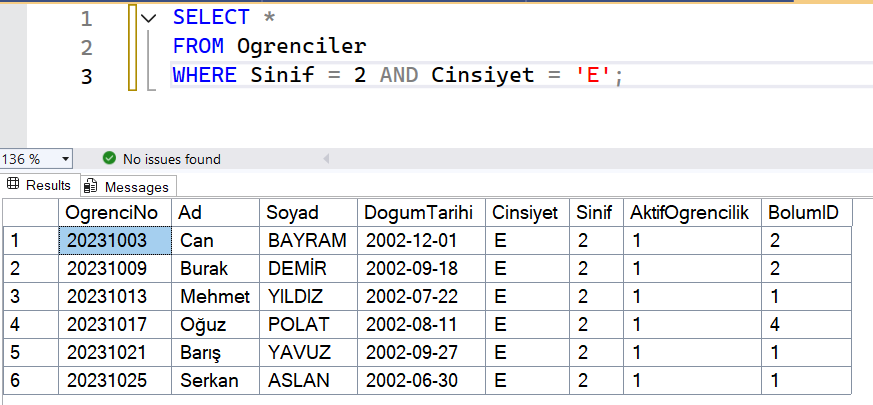 1 SELECT *
2 FROM Ogrenciler
3 WHERE Sinif = 2 AND Cinsiyet = 'E';
136 % No issues found
Results Messages
OgrenciNo Ad Soyad DogumTarihi Cinsiyet Sinif AktifOgrencilik BolumID
1 20231003 Can BAYRAM 2002-12-01 E 2 1 2
2 20231009 Burak DEMİR 2002-09-18 E 2 1 2
3 20231013 Mehmet YILDIZ 2002-07-22 E 2 1 1
4 20231017 Oğuz POLAT 2002-08-11 E 2 1 4
5 20231021 Barış YAVUZ 2002-09-27 E 2 1 1
6 20231025 Serkan ASLAN 2002-06-30 E 2 1 1